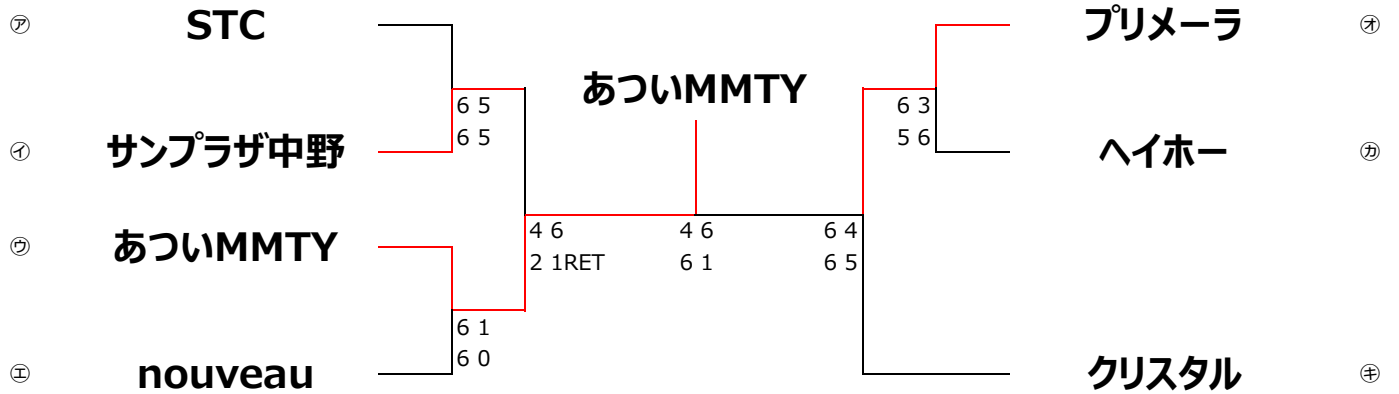 ㋐ STC
プリメーラ ㋔
あついMMTY
6 5
6 3
6 5
5 6
㋑ サンプラザ中野
ヘイホー ㋕
㋒ あついMMTY
4 6
4 6
6 4
2 1RET
6 1
6 5
6 1
6 0
㋓ nouveau
クリスタル ㋖